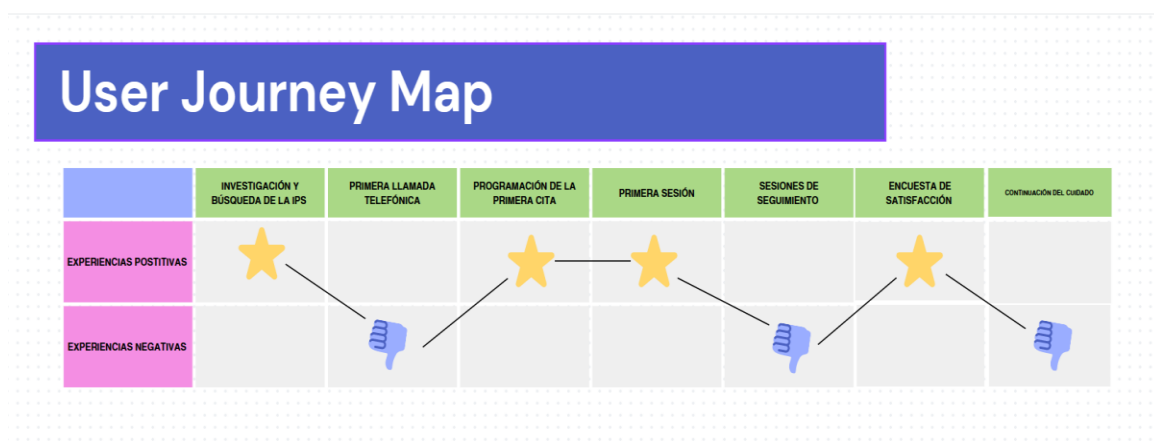 User Journey Map
INVESTIGACIÓN Y
BÚSQUEDA DE LA IPS
PRIMERA LLAMADA
TELEFÓNICA
PROGRAMACIÓN DE LA
PRIMERA CITA
PRIMERA SESIÓN
SESIONES DE
SEGUIMIENTO
ENCUESTA DE
SATISFACCIÓN
CONTINUACIÓN DEL CUIDADO
EXPERIENCIAS POSTITIVAS
EXPERIENCIAS NEGATIVAS